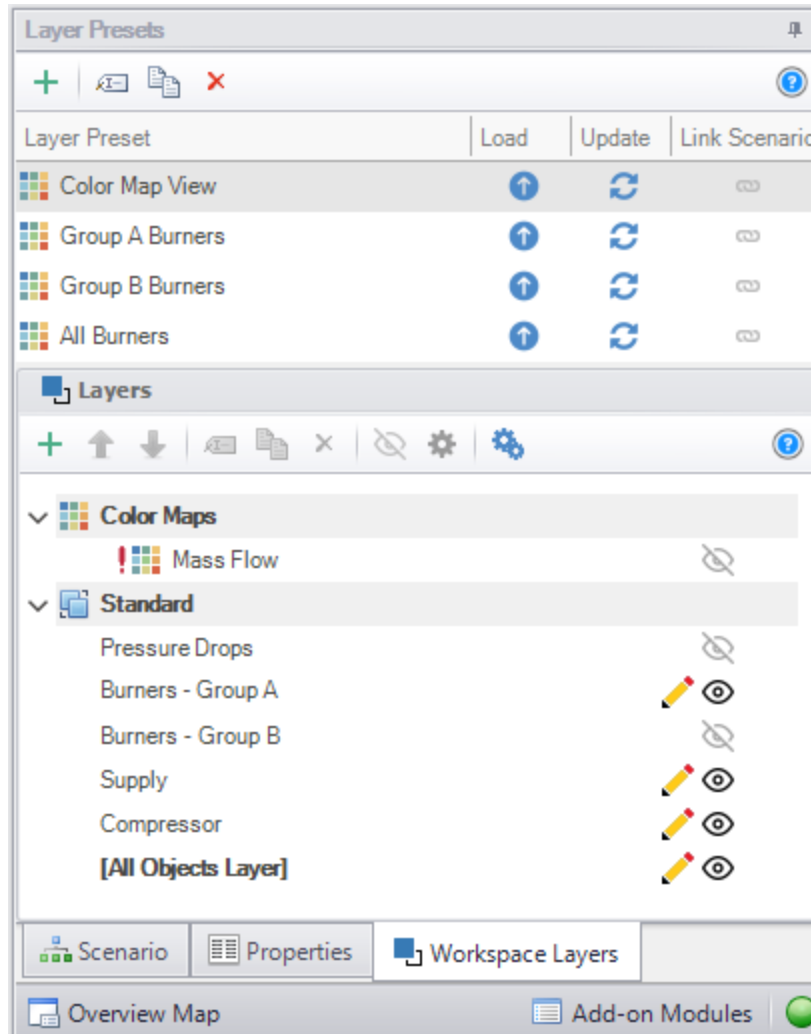 Layer Presets
Layer Preset Load Update Link Scenario
Color Map View
Group A Burners
Group B Burners
All Burners
Layers
Color Maps
Mass Flow
Standard
Pressure Drops
Burners - Group A
Burners - Group B
Supply
Compressor
[All Objects Layer]
Scenario Properties Workspace Layers
Overview Map Add-on Modules